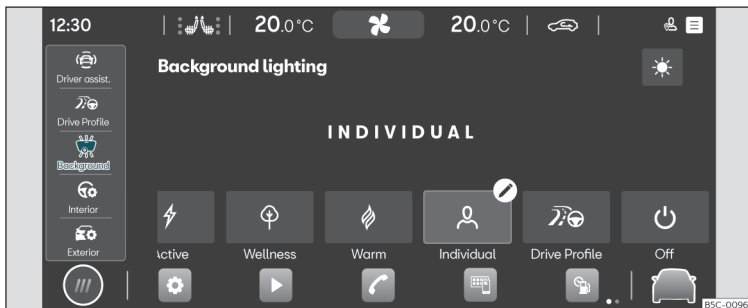 12:30
20.0°C
20.0°C
Background lighting
Driver assist.
Drive Profile
Background
Interior
Exterior
INDIVIDUAL
Active
Wellness
Warm
Individual
Drive Profile
Off
B5C-0096